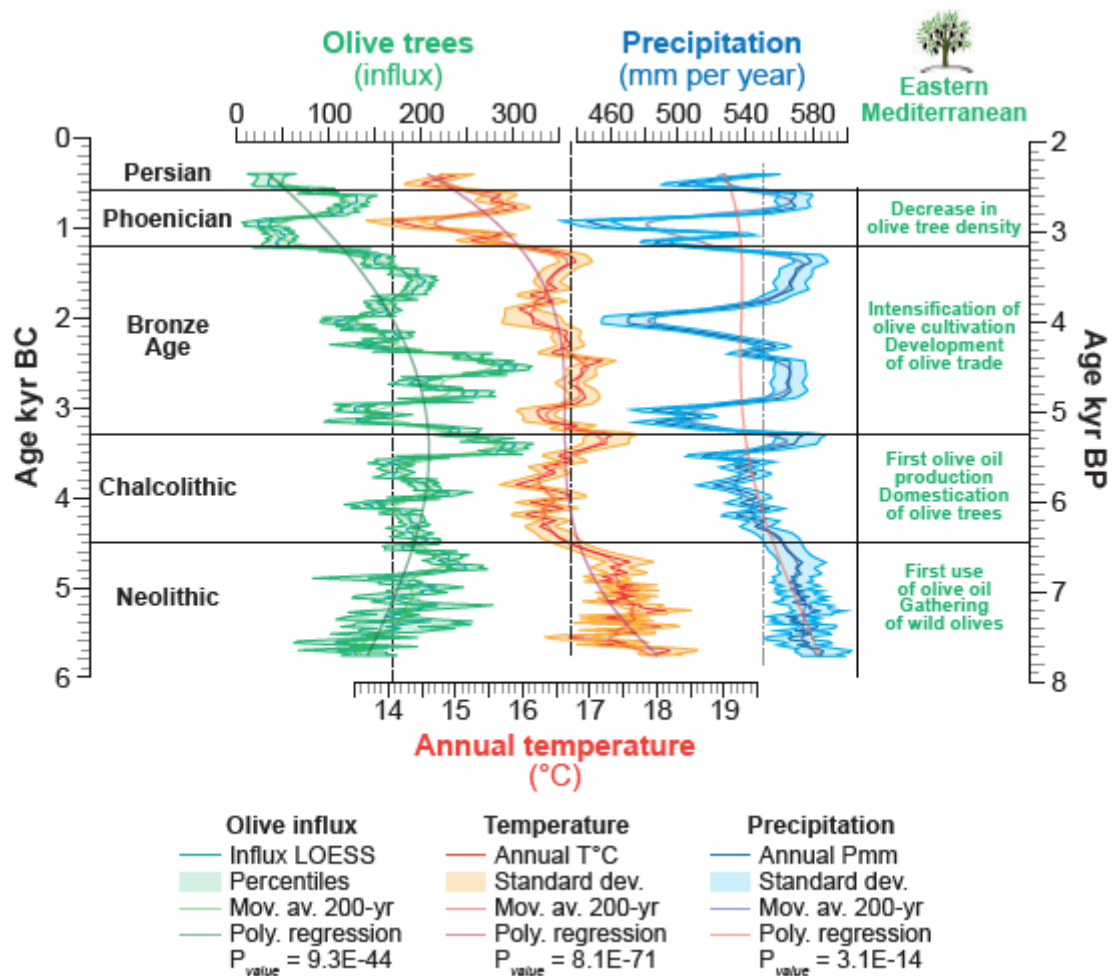 Olive trees
(influx)
Precipitation
(mm per year)
Eastern
Mediterranean
0 100 200 300
460 500 540 580
0
1
2
3
4
5
6
Age kyr BC
2
3
4
5
6
7
8
Age kyr BP
Persian
Phoenician
Bronze
Age
Chalcolithic
Neolithic
Decrease in
olive tree density
Intensification of
olive cultivation
Development
of olive trade
First olive oil
production
Domestication
of olive trees
First use
of olive oil
Gathering
of wild olives
14 15 16 17 18 19
Annual temperature
(°C)
Olive influx
Influx LOESS
Percentiles
Mov. av. 200-yr
Poly. regression
Pvalue = 9.3E-44
Temperature
Annual T°C
Standard dev.
Mov. av. 200-yr
Poly. regression
Pvalue = 8.1E-71
Precipitation
Annual Pmm
Standard dev.
Mov. av. 200-yr
Poly. regression
Pvalue = 3.1E-14